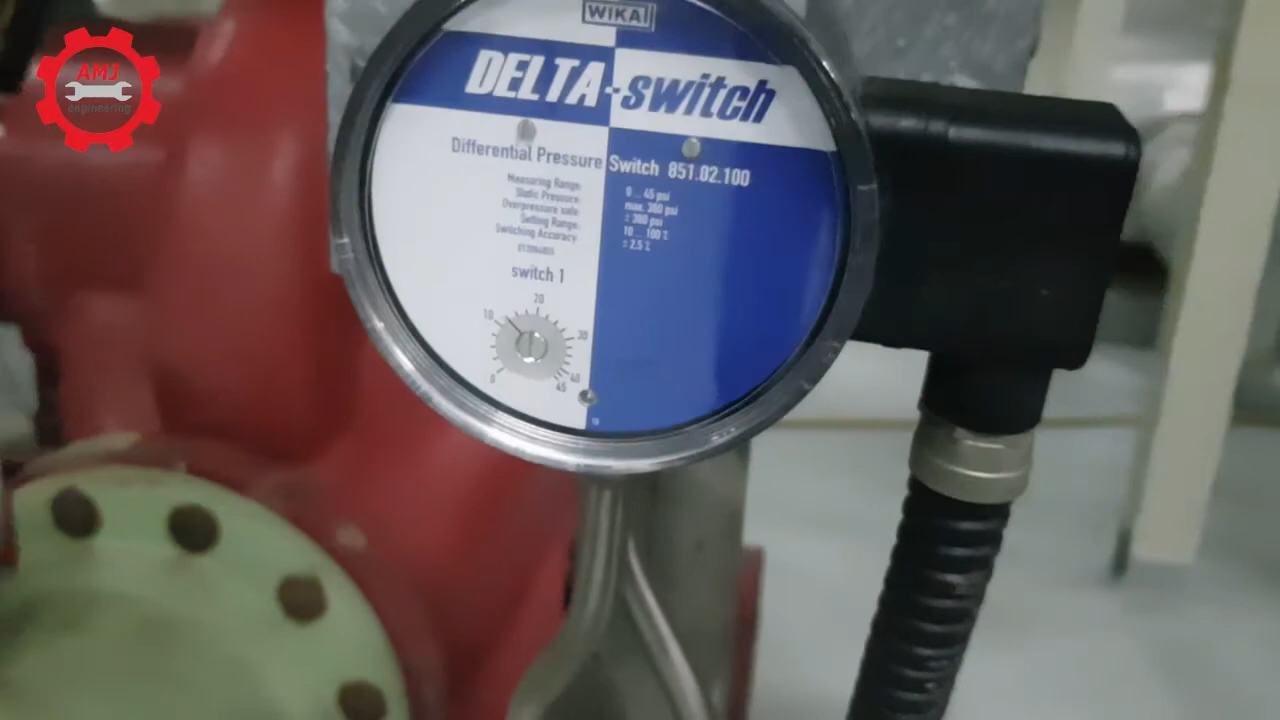 AMJ
engineering
WIKAI
DELTA-switch
Differential Pressure Switch 851.02.100
Measuring Range: 0 ... 45 psi
Static Pressure: max. 300 psi
Overpressure safe: ± 300 psi
Setting Range: 10 ... 100 %
Switching Accuracy: ± 2.5 %
switch 1
20
10
30
0
40
45